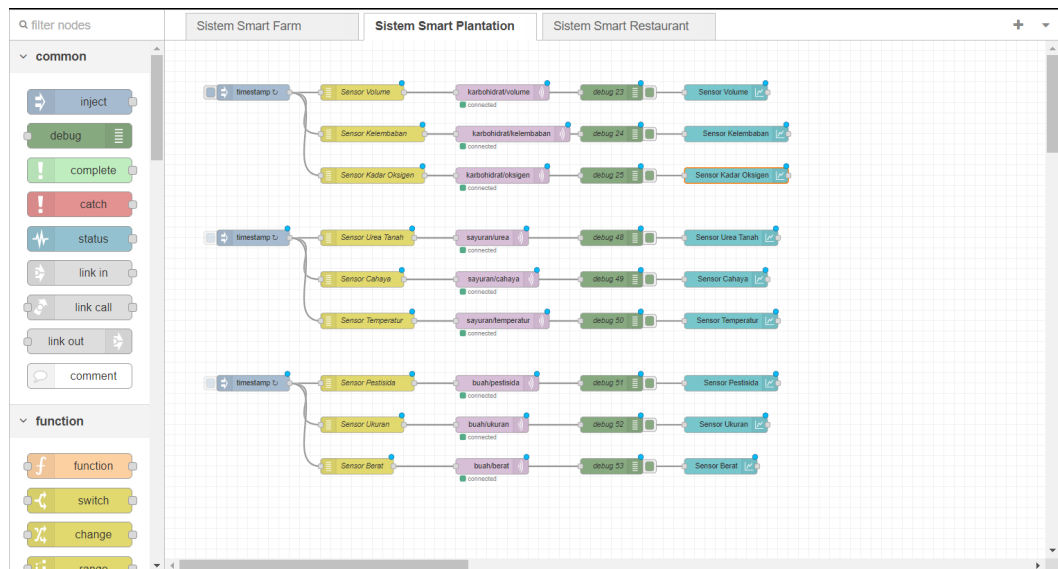 filter nodes
Sistem Smart Farm
Sistem Smart Plantation
Sistem Smart Restaurant
common
inject
debug
complete
catch
status
link in
link call
link out
comment
function
function
switch
change
range
timestamp ↻
Sensor Volume
karbohidrat/volume
connected
debug 23
Sensor Volume
Sensor Kelembaban
karbohidrat/kelembaban
connected
debug 24
Sensor Kelembaban
Sensor Kadar Oksigen
karbohidrat/oksigen
connected
debug 25
Sensor Kadar Oksigen
timestamp ↻
Sensor Urea Tanah
sayuran/urea
connected
debug 48
Sensor Urea Tanah
Sensor Cahaya
sayuran/cahaya
connected
debug 49
Sensor Cahaya
Sensor Temperatur
sayuran/temperatur
connected
debug 50
Sensor Temperatur
timestamp ↻
Sensor Pestisida
buah/pestisida
connected
debug 51
Sensor Pestisida
Sensor Ukuran
buah/ukuran
connected
debug 52
Sensor Ukuran
Sensor Berat
buah/berat
connected
debug 53
Sensor Berat